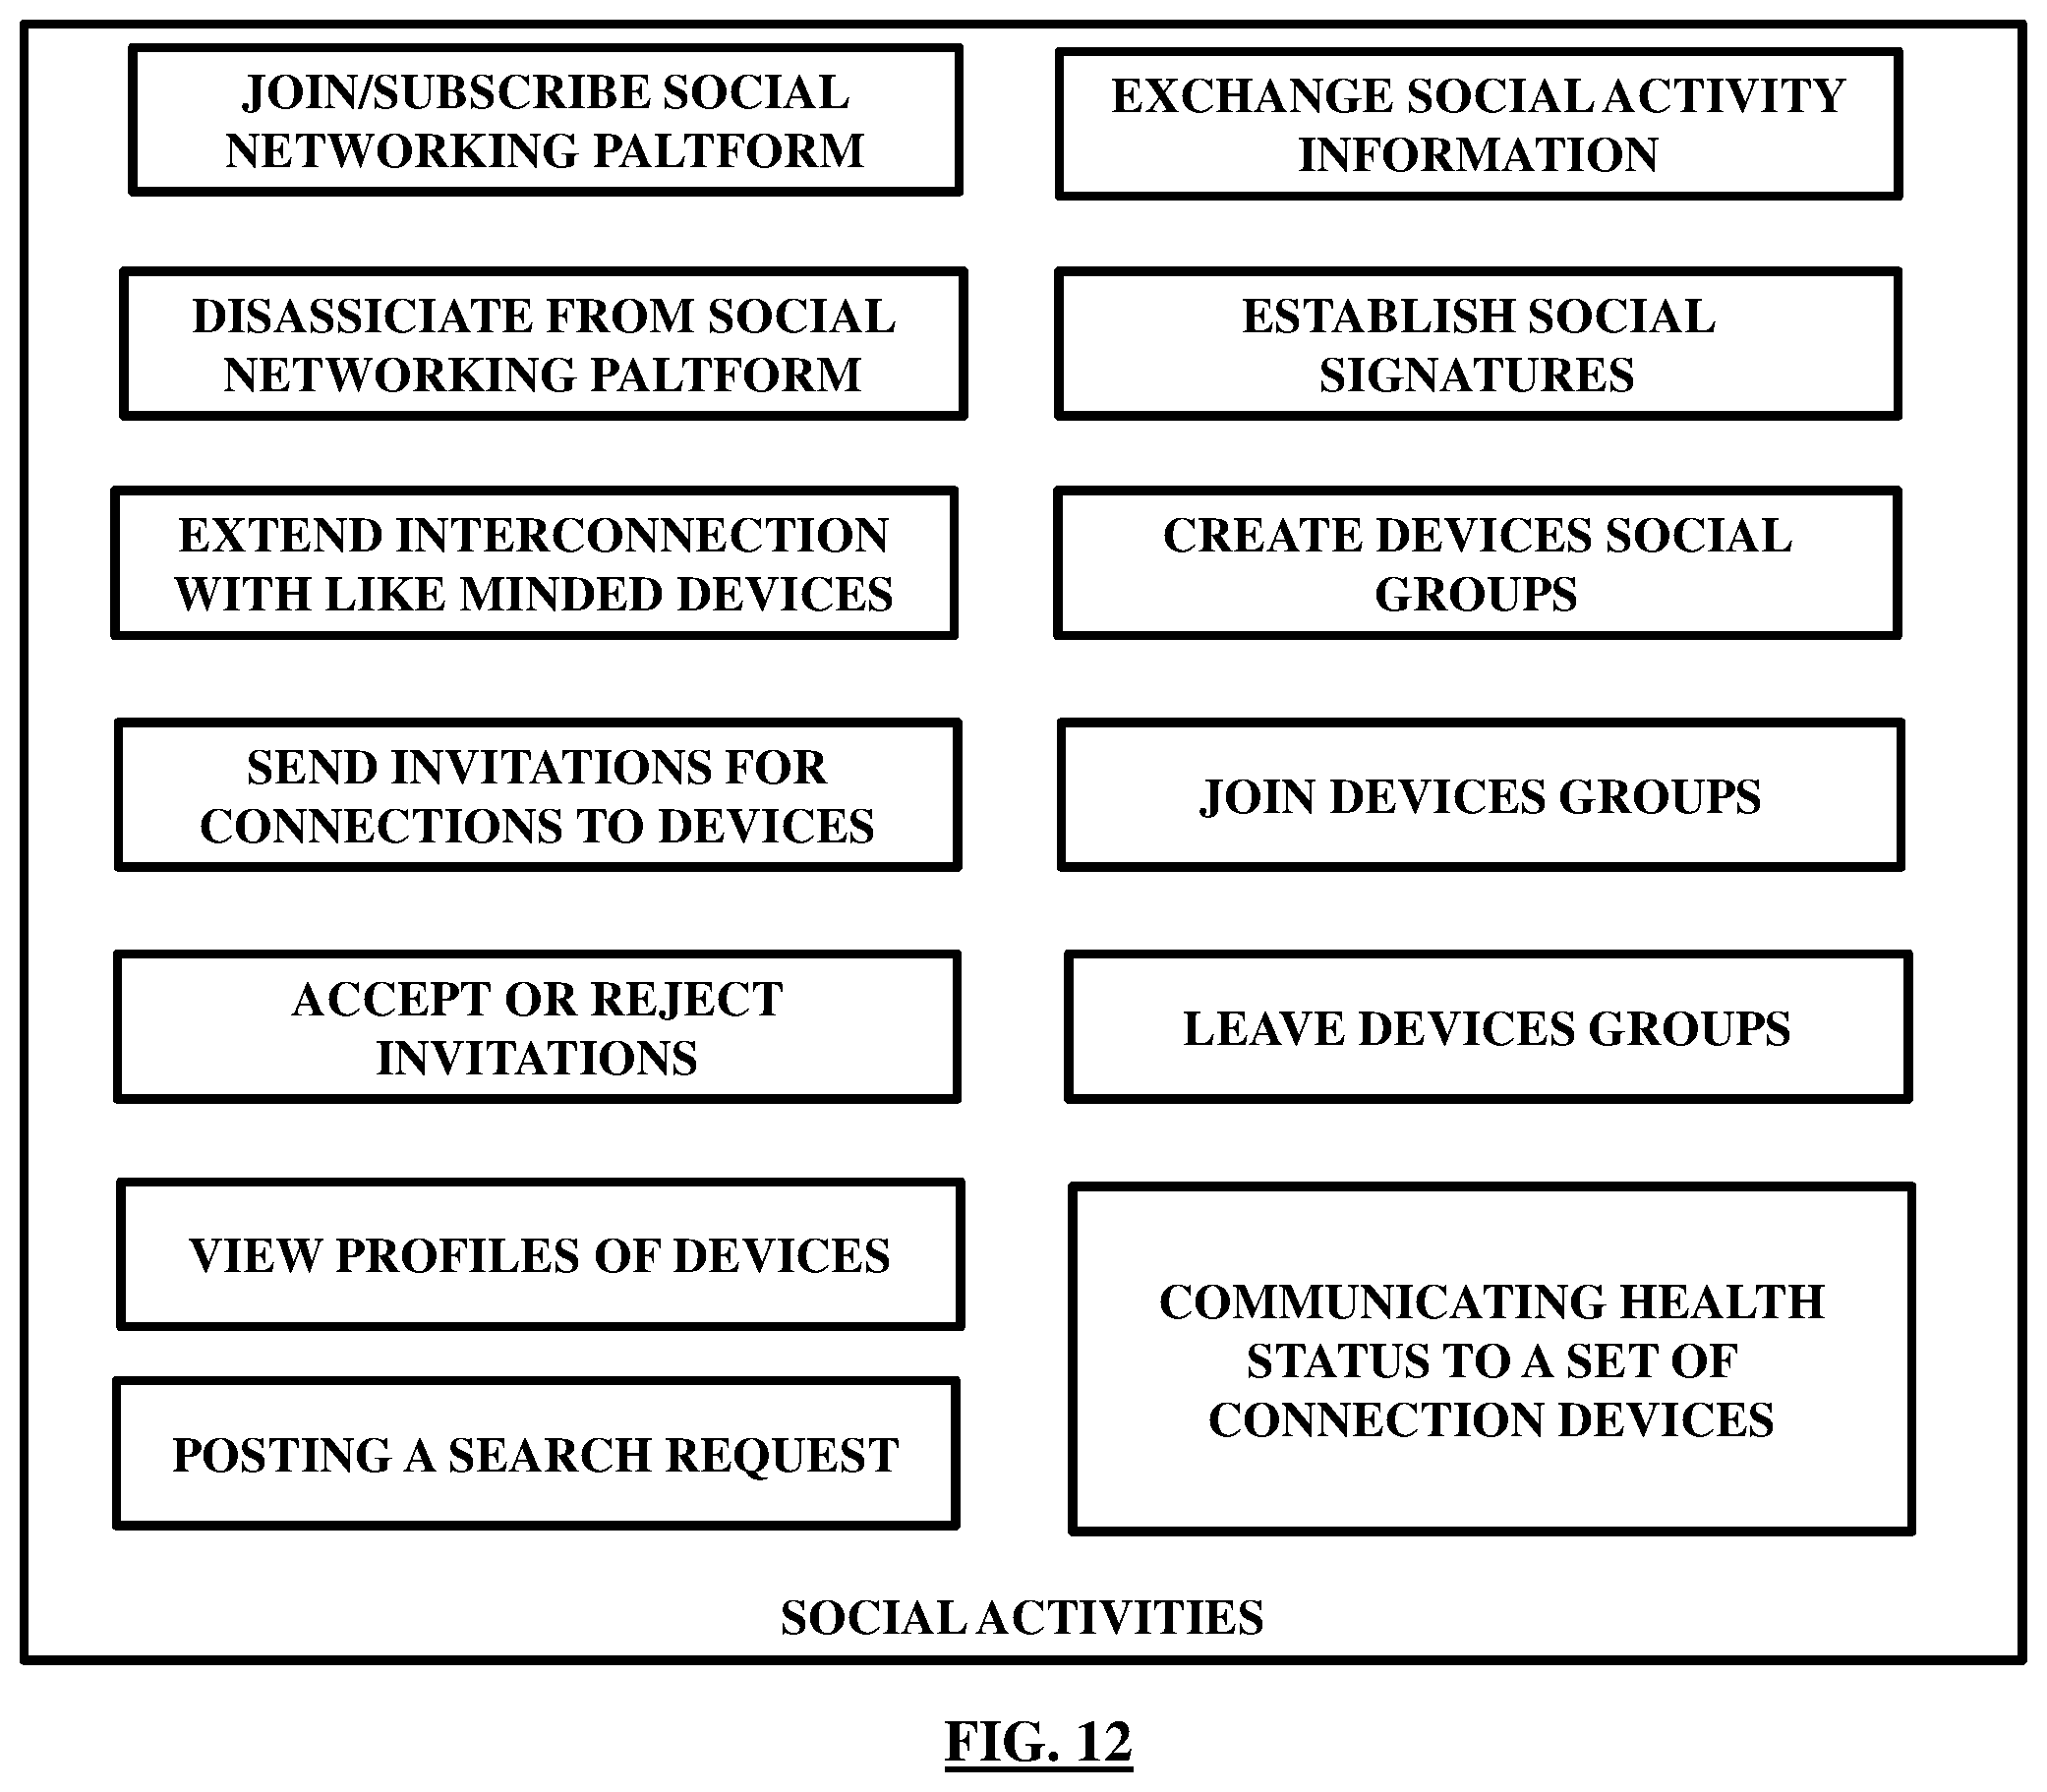 JOIN/SUBSCRIBE SOCIAL
NETWORKING PALTFORM
DISASSICIATE FROM SOCIAL
NETWORKING PALTFORM
EXTEND INTERCONNECTION
WITH LIKE MINDED DEVICES
SEND INVITATIONS FOR
CONNECTIONS TO DEVICES
ACCEPT OR REJECT
INVITATIONS
VIEW PROFILES OF DEVICES
POSTING A SEARCH REQUEST
EXCHANGE SOCIAL ACTIVITY
INFORMATION
ESTABLISH SOCIAL
SIGNATURES
CREATE DEVICES SOCIAL
GROUPS
JOIN DEVICES GROUPS
LEAVE DEVICES GROUPS
COMMUNICATING HEALTH
STATUS TO A SET OF
CONNECTION DEVICES
SOCIAL ACTIVITIES
FIG. 12